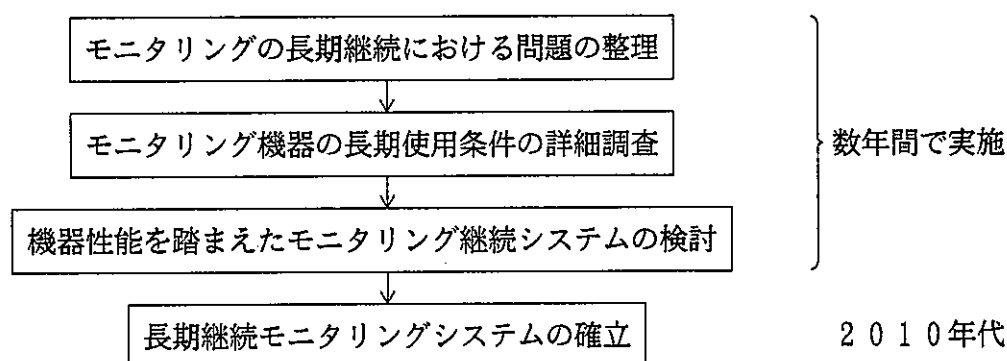 モニタリングの長期継続における問題の整理
モニタリング機器の長期使用条件の詳細調査
数年間で実施
機器性能を踏まえたモニタリング継続システムの検討
長期継続モニタリングシステムの確立
2010年代